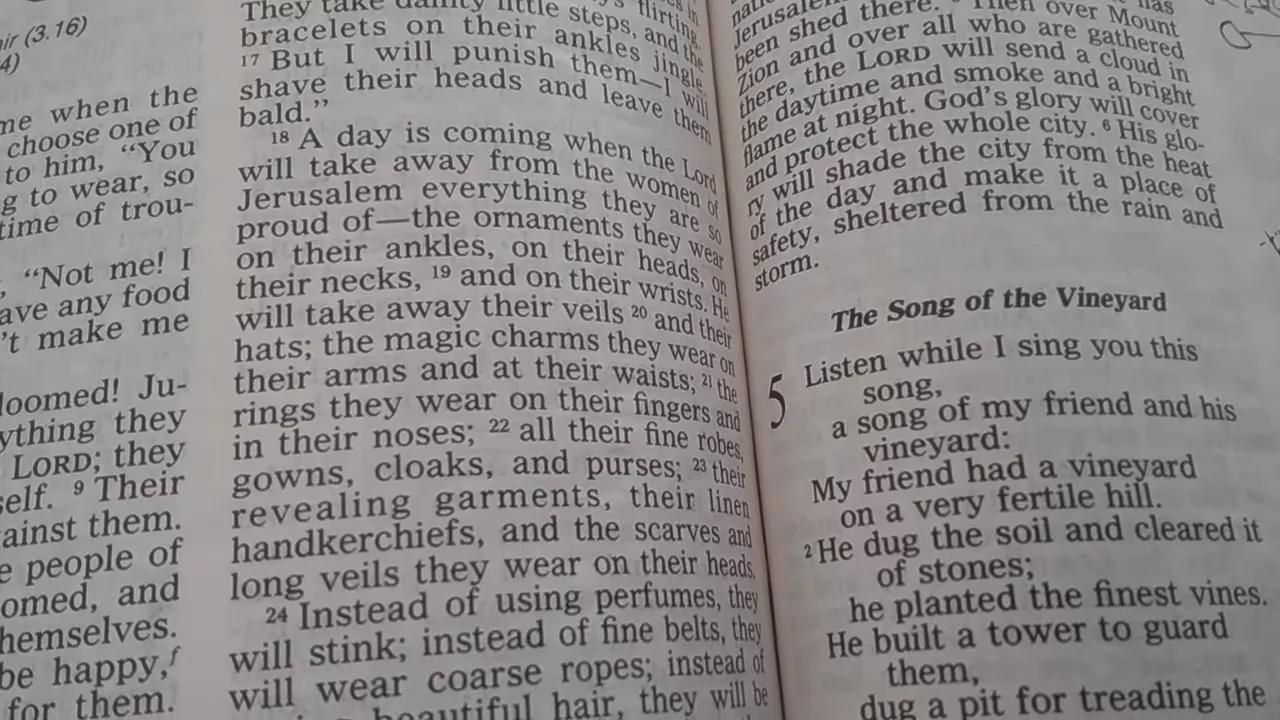 ir (3.16)
4)
me when the
choose one of
to him, “You
g to wear, so
time of trou-
“Not me! I
ave any food
’t make me
doomed! Ju-
ything they
LORD; they
self. 9 Their
ainst them.
e people of
omed, and
hemselves.
be happy,f
for them.
They take dainty little steps, and the
bracelets on their ankles jingle.
17 But I will punish them—I will
shave their heads and leave them
bald.”
18 A day is coming when the Lord
will take away from the women of
Jerusalem everything they are so
proud of—the ornaments they wear
on their ankles, on their heads, on
their necks, 19 and on their wrists. He
will take away their veils 20 and their
hats; the magic charms they wear on
their arms and at their waists; 21 the
rings they wear on their fingers and
in their noses; 22 all their fine robes,
gowns, cloaks, and purses; 23 their
revealing garments, their linen
handkerchiefs, and the scarves and
long veils they wear on their heads.
24 Instead of using perfumes, they
will stink; instead of fine belts, they
will wear coarse ropes; instead of
beautiful hair, they will be
Jerusalem
been shed there. Then over Mount
Zion and over all who are gathered
there, the LORD will send a cloud in
the daytime and smoke and a bright
flame at night. God’s glory will cover
and protect the whole city. 6 His glo-
ry will shade the city from the heat
of the day and make it a place of
safety, sheltered from the rain and
storm.
The Song of the Vineyard
5 Listen while I sing you this
song,
a song of my friend and his
vineyard:
My friend had a vineyard
on a very fertile hill.
2 He dug the soil and cleared it
of stones;
he planted the finest vines.
He built a tower to guard
them,
dug a pit for treading the